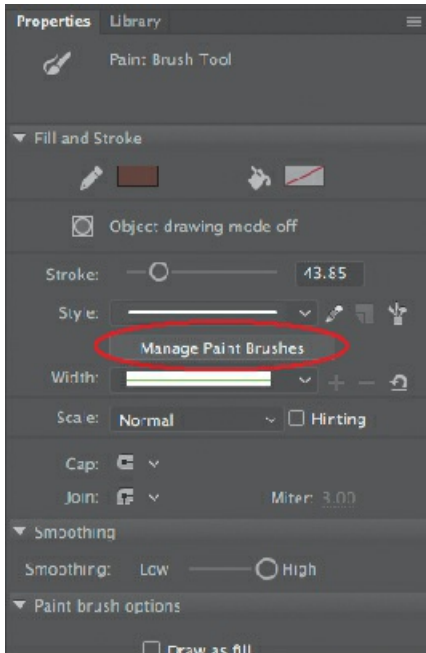 Properties Library
Paint Brush Tool
Fill and Stroke
Object drawing mode off
Stroke: 43.85
Style:
Manage Paint Brushes
Width:
Scale: Normal Hinting
Cap:
Join: Miter: 3.00
Smoothing
Smoothing: Low High
Paint brush options
Draw as fill